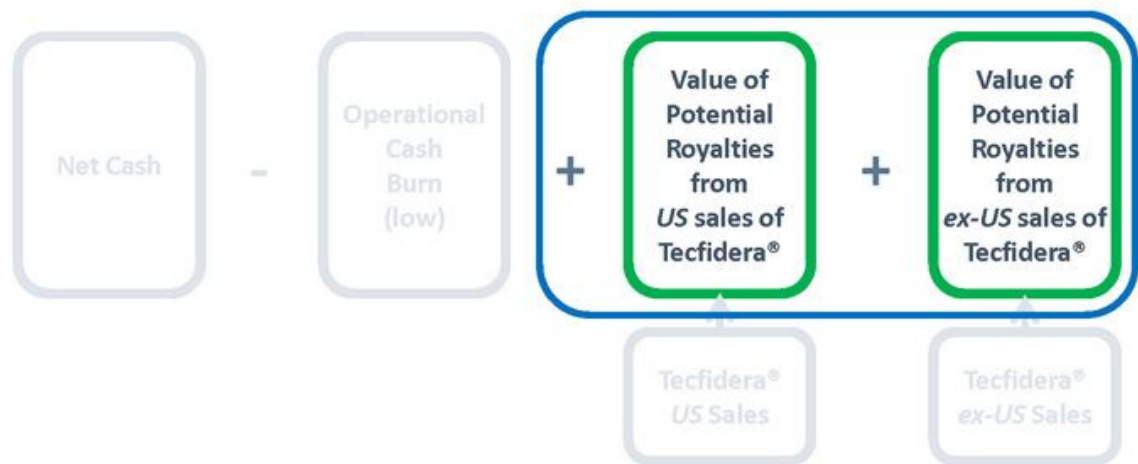 Net Cash
-
Operational
Cash
Burn
(low)
+
Value of
Potential
Royalties
from
US sales of
Tecfidera®
+
Value of
Potential
Royalties
from
ex-US sales of
Tecfidera®
Tecfidera®
US Sales
Tecfidera®
ex-US Sales